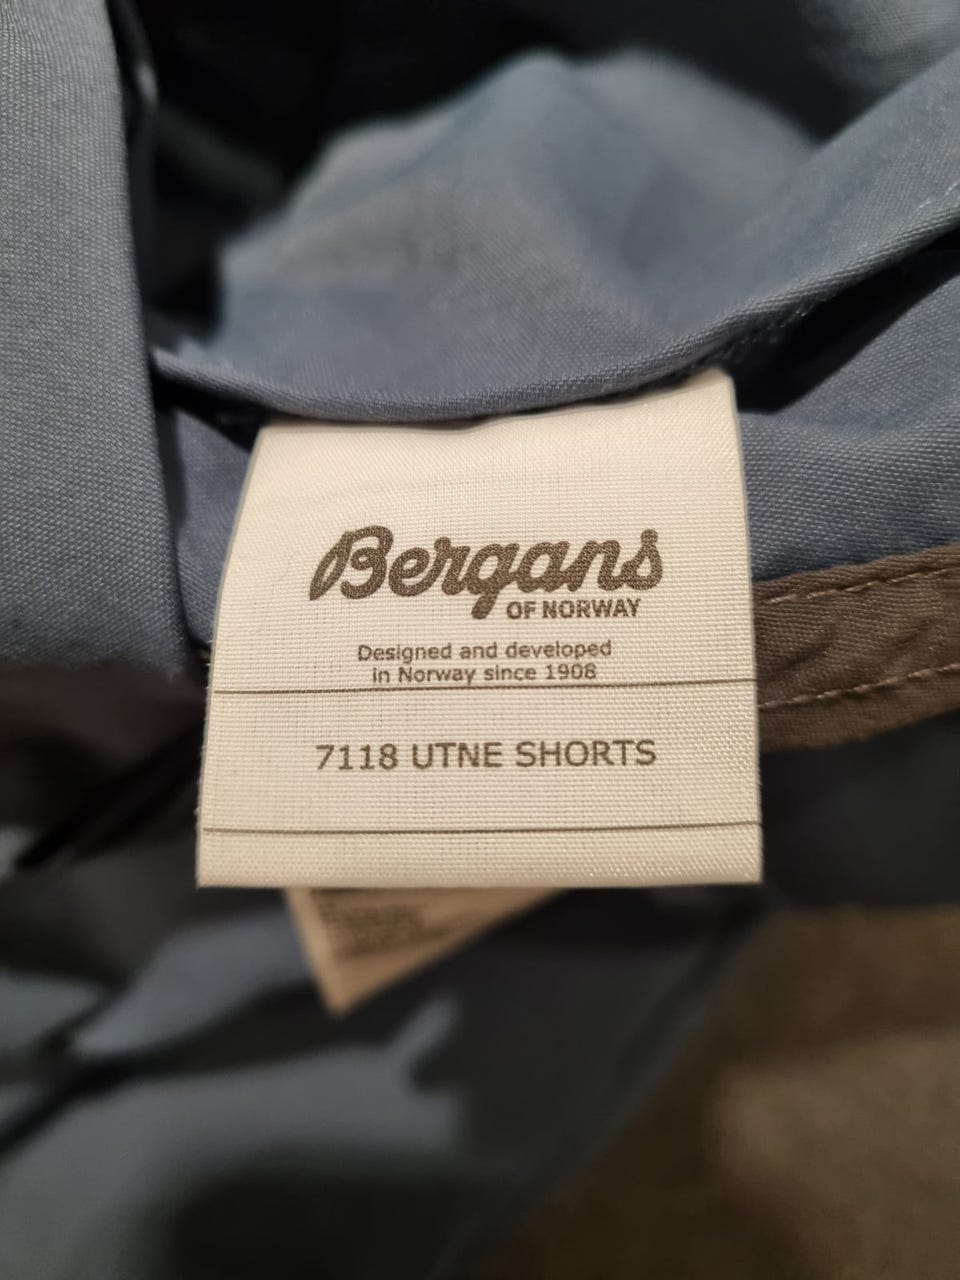 Bergans
OF NORWAY
Designed and developed
in Norway since 1908
7118 UTNE SHORTS